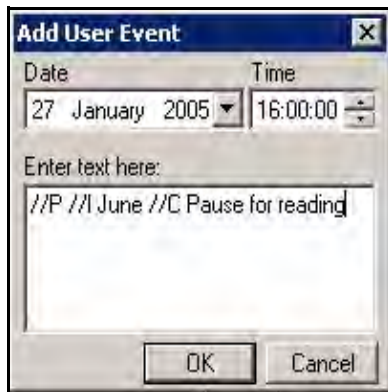 Add User Event
Date Time
27 January 2005 16:00:00
Enter text here:
//P //I June //C Pause for reading
OK Cancel